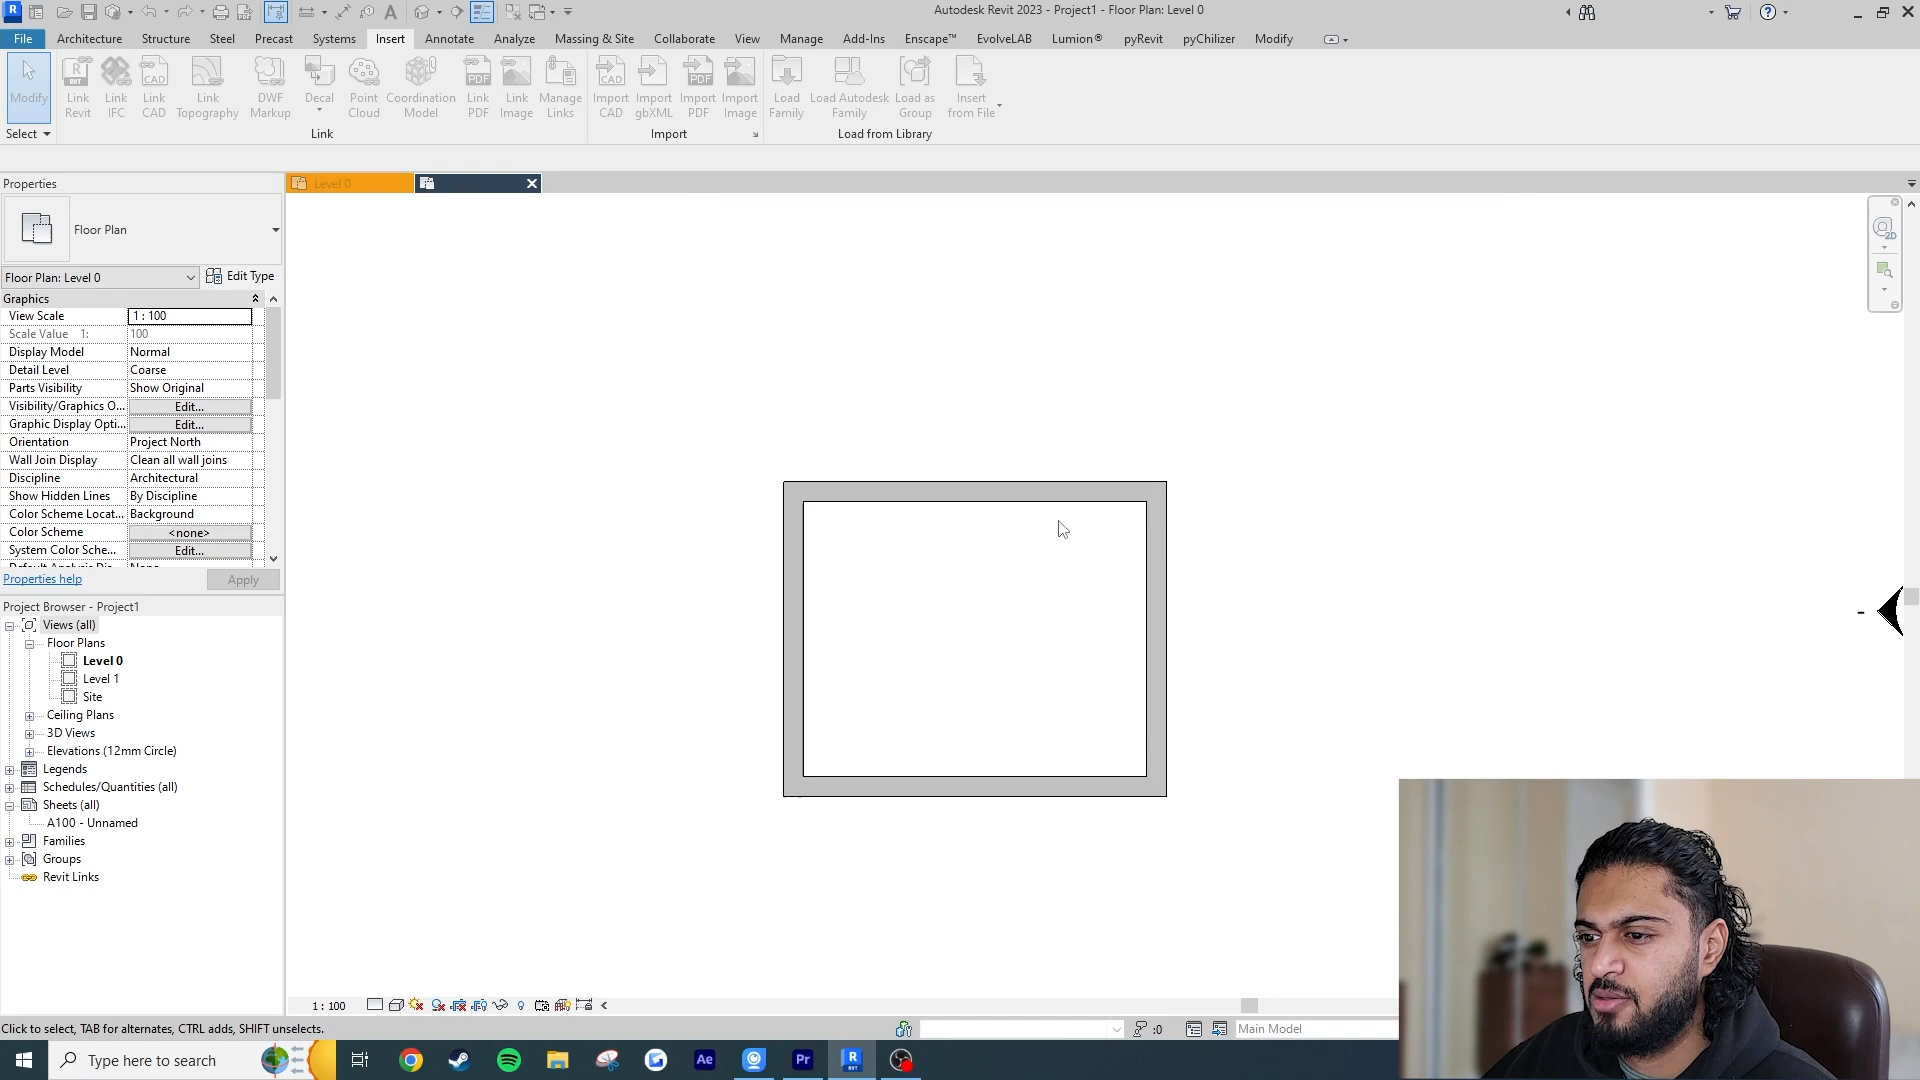 Autodesk Revit 2023 - Project1 - Floor Plan: Level 0
File Architecture Structure Steel Precast Systems Insert Annotate Analyze Massing & Site Collaborate View Manage Add-Ins Enscape™ EvolveLAB Lumion® pyRevit pyChilizer Modify
Modify
Link Revit
Link IFC
Link CAD
Link Topography
DWF Markup
Decal
Point Cloud
Coordination Model
Link PDF
Link Image
Manage Links
Import CAD
Import gbXML
Import PDF
Import Image
Load Family
Load Autodesk Family
Load as Group
Insert from File
Select
Link
Import
Load from Library
Properties
Level 0
Floor Plan
Floor Plan: Level 0
Edit Type
Graphics
View Scale 1 : 100
Scale Value 1: 100
Display Model Normal
Detail Level Coarse
Parts Visibility Show Original
Visibility/Graphics O... Edit...
Graphic Display Opti... Edit...
Orientation Project North
Wall Join Display Clean all wall joins
Discipline Architectural
Show Hidden Lines By Discipline
Color Scheme Locat... Background
Color Scheme <none>
System Color Sche... Edit...
Properties help
Apply
Project Browser - Project1
Views (all)
Floor Plans
Level 0
Level 1
Site
Ceiling Plans
3D Views
Elevations (12mm Circle)
Legends
Schedules/Quantities (all)
Sheets (all)
A100 - Unnamed
Families
Groups
Revit Links
1 : 100
Click to select, TAB for alternates, CTRL adds, SHIFT unselects.
:0
Main Model
Type here to search